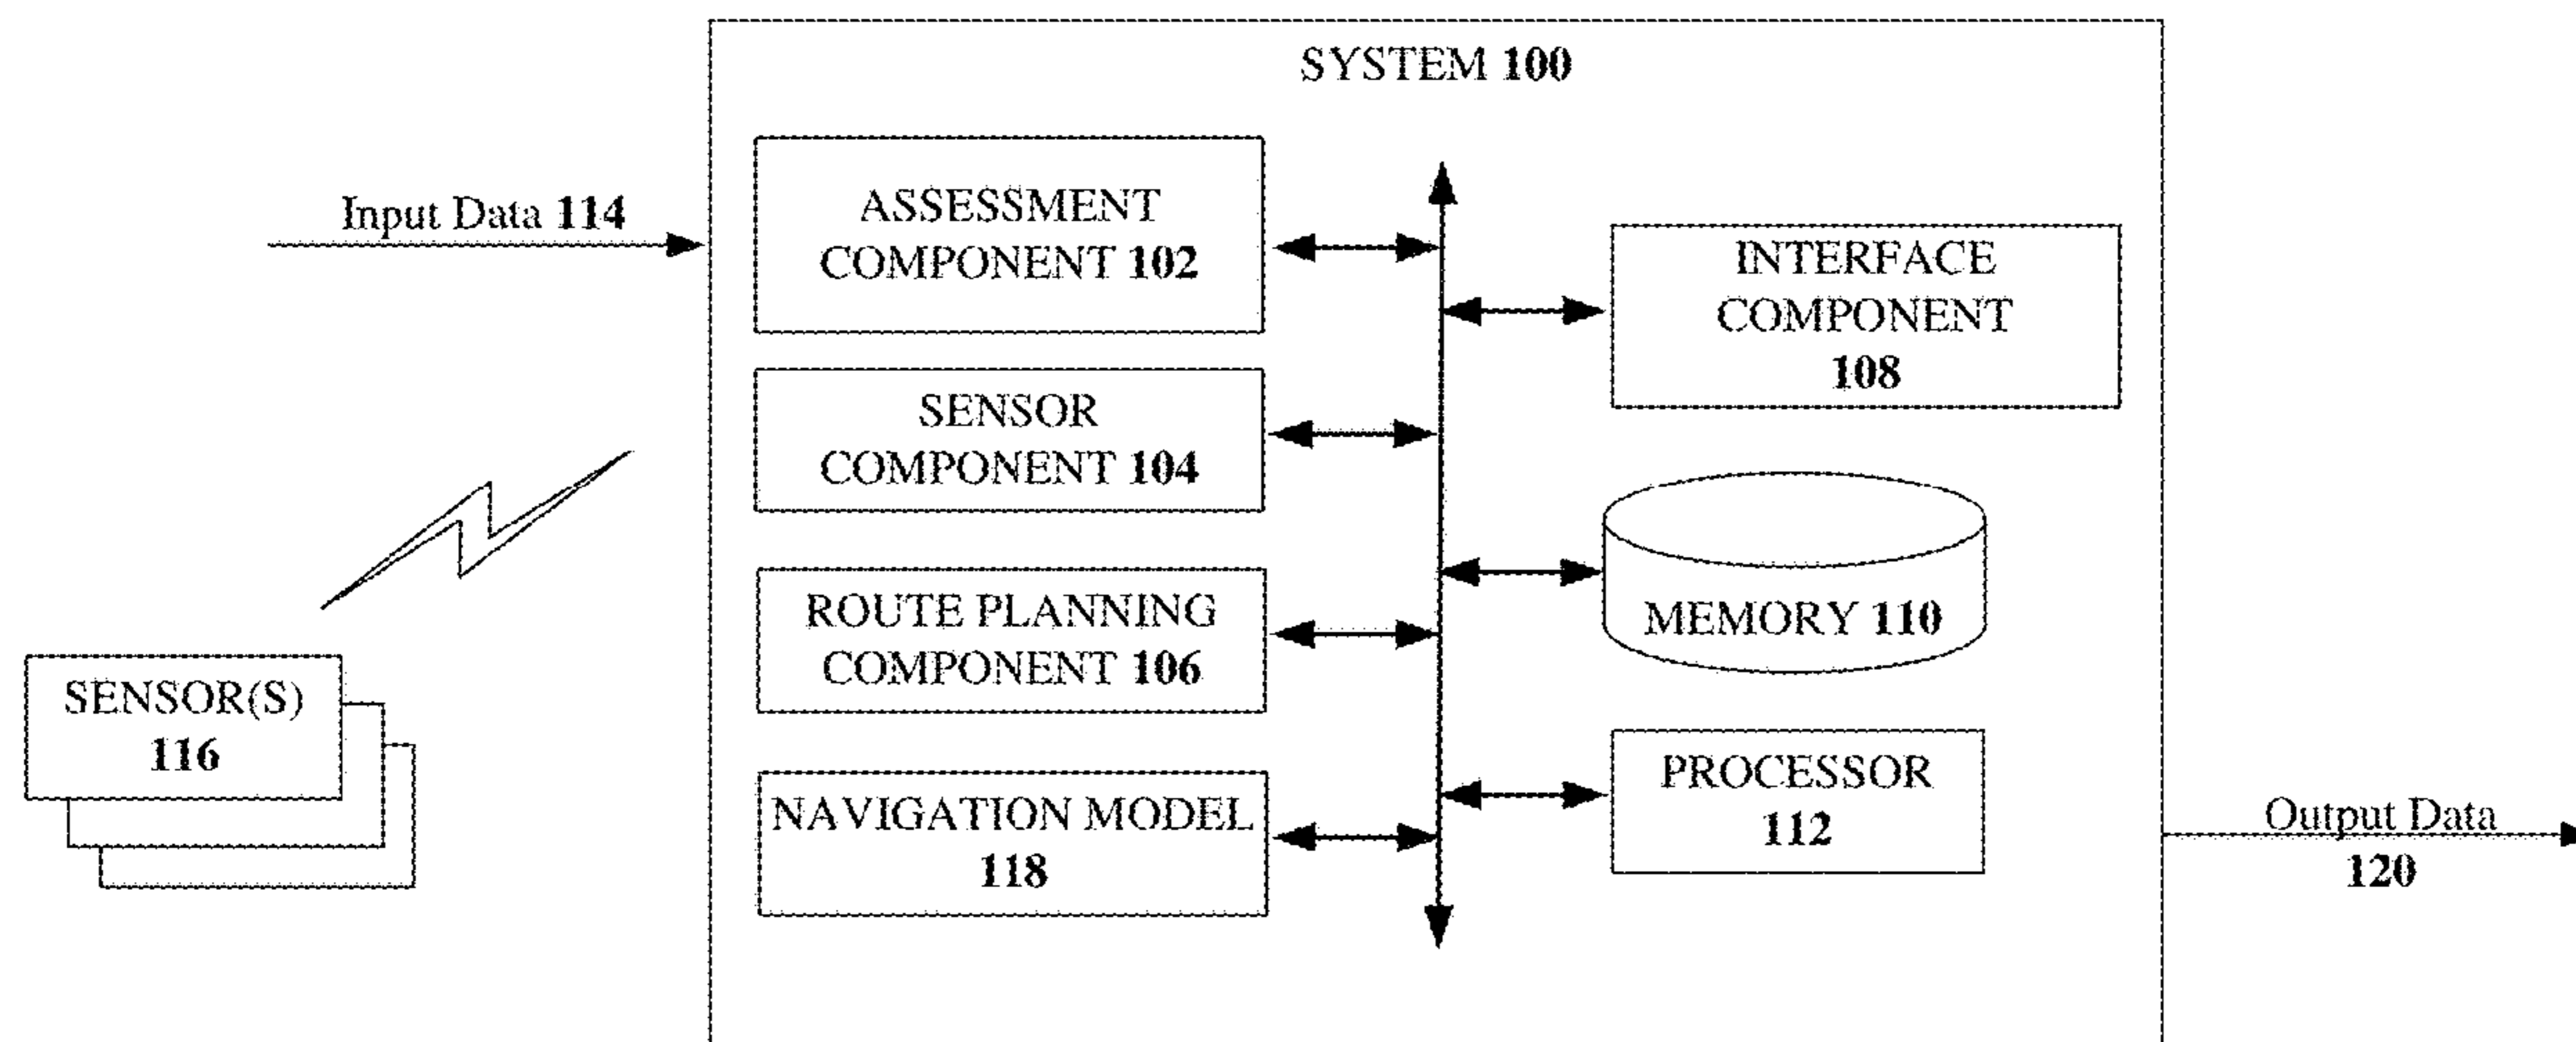 SYSTEM 100
Input Data 114
ASSESSMENT
COMPONENT 102
INTERFACE
COMPONENT
108
SENSOR
COMPONENT 104
ROUTE PLANNING
COMPONENT 106
MEMORY 110
SENSOR(S)
116
NAVIGATION MODEL
118
PROCESSOR
112
Output Data
120